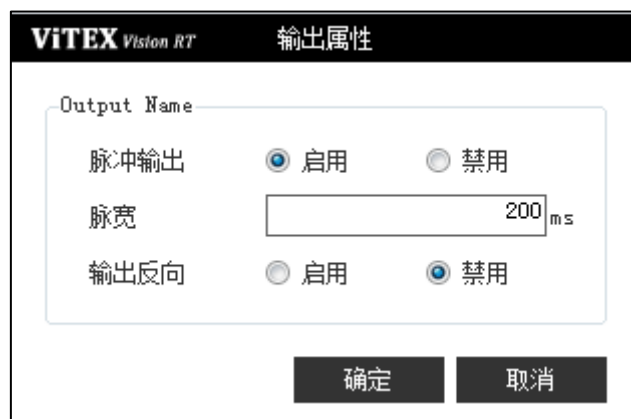 ViTEX Vision RT 输出属性
Output Name
脉冲输出 启用 禁用
脉宽 200 ms
输出反向 启用 禁用
确定 取消